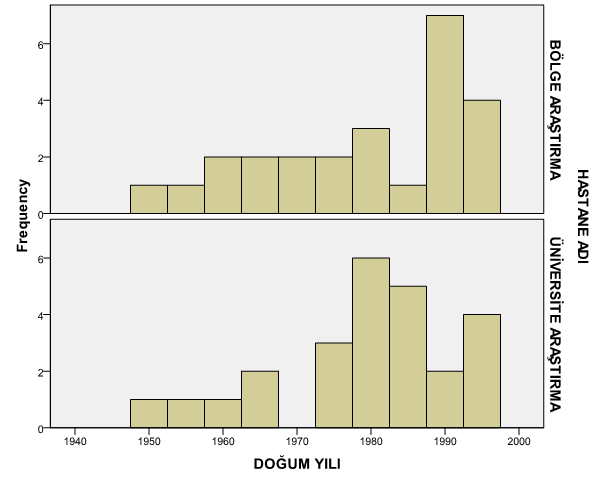 6
4
2
0
BÖLGE ARAŞTIRMA
Frequency
HASTANE ADI
6
4
2
0
ÜNİVERSİTE ARAŞTIRMA
1940 1950 1960 1970 1980 1990 2000
DOĞUM YILI